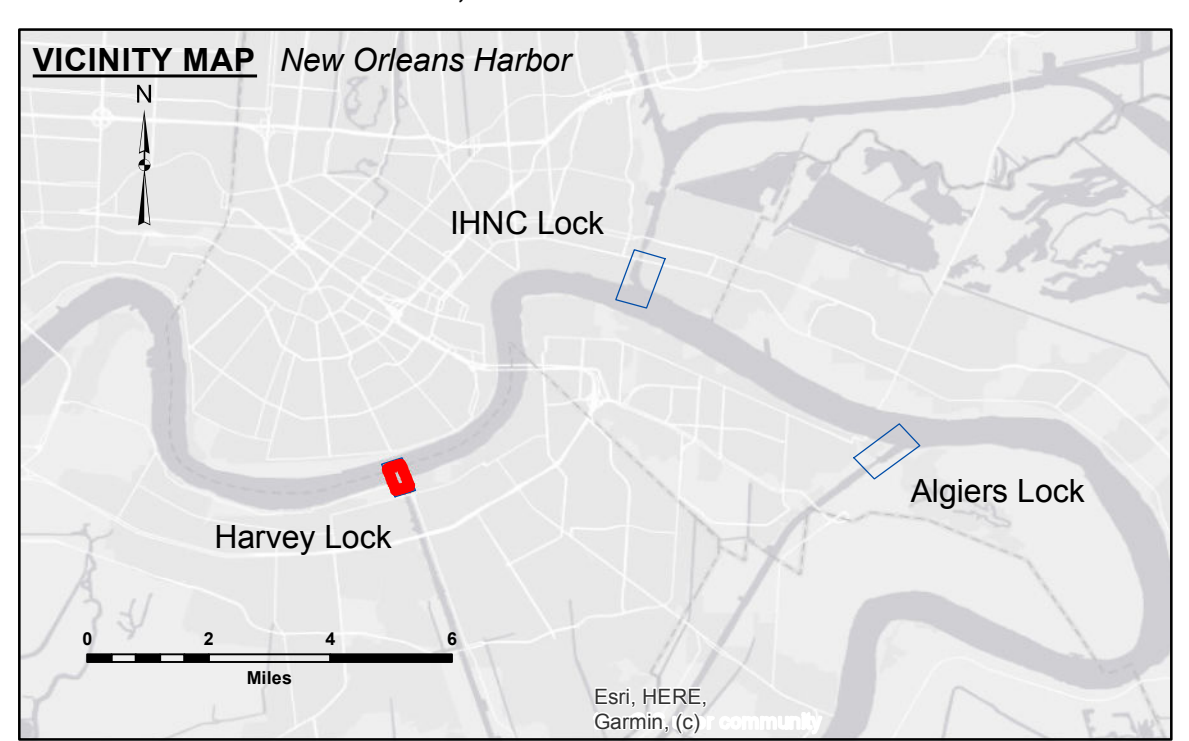 VICINITY MAP New Orleans Harbor
N
IHNC Lock
Algiers Lock
Harvey Lock
0 2 4 6
Miles
Esri, HERE,
Garmin, (c) community